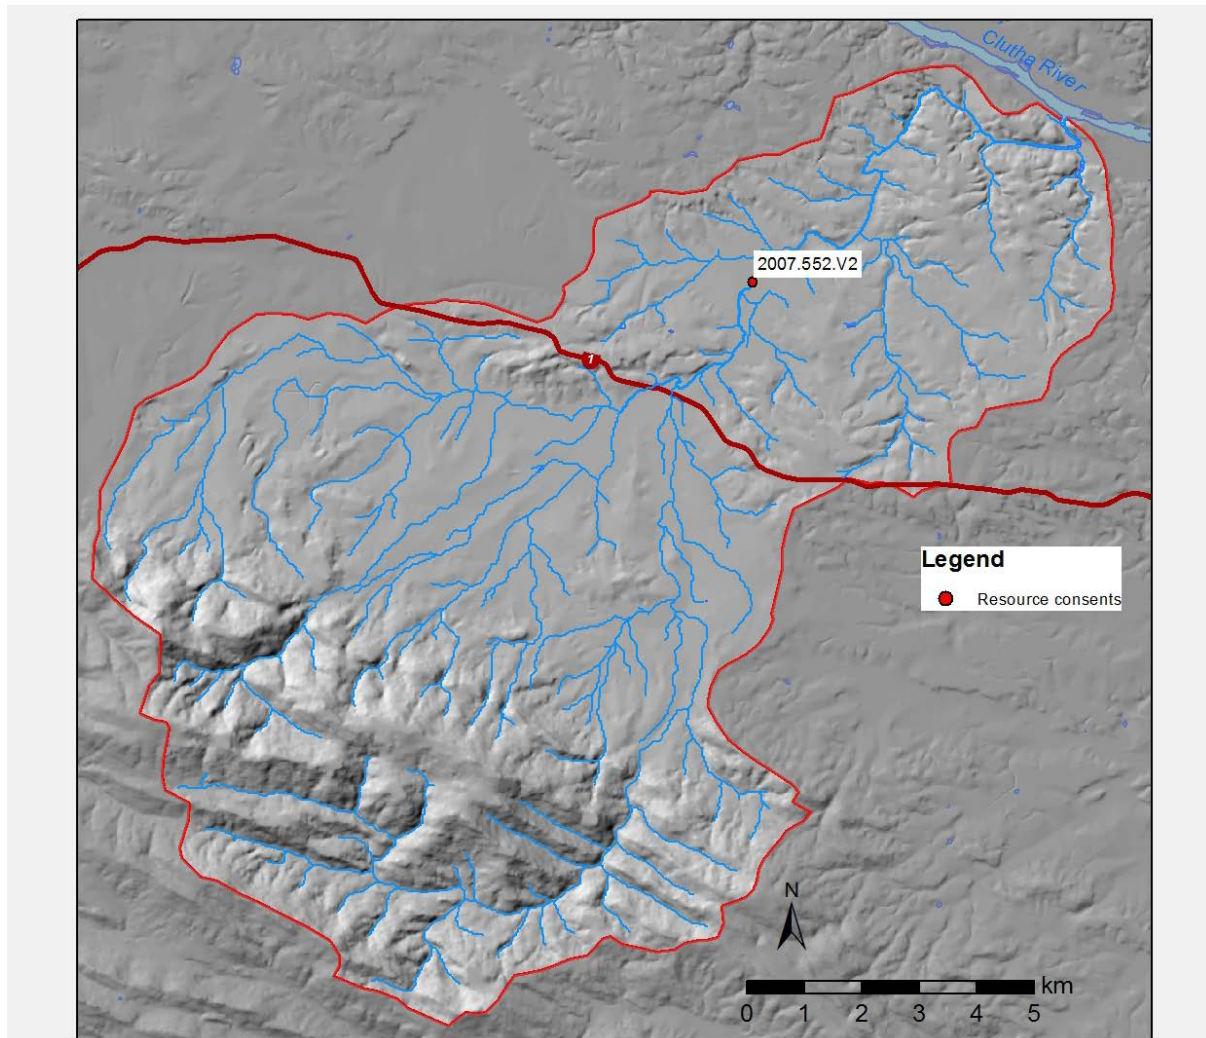 Clutha River
2007.552.V2
1
Legend
Resource consents
N
km
0 1 2 3 4 5